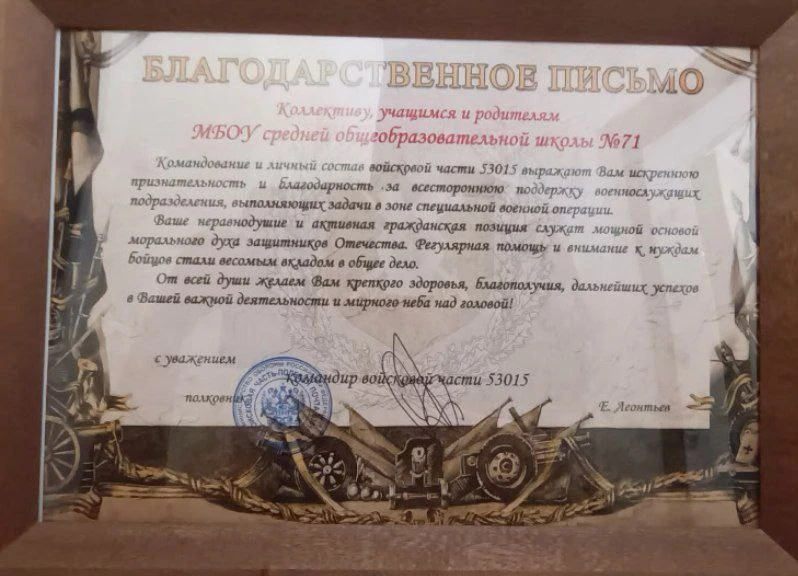 БЛАГОДАРСТВЕННОЕ ПИСЬМО
Коллективу, учащимся и родителям
МБОУ средней общеобразовательной школы №71
Командование и личный состав войсковой части 53015 выражают Вам искреннюю
признательность и благодарность за всестороннюю поддержку военнослужащих
подразделения, выполняющих задачи в зоне специальной военной операции.
Ваше неравнодушие и активная гражданская позиция служат мощной основой
морального духа защитников Отечества. Регулярная помощь и внимание к нуждам
бойцов стали весомым вкладом в общее дело.
От всей души желаем Вам крепкого здоровья, благополучия, дальнейших успехов
в Вашей важной деятельности и мирного неба над головой!
с уважением
командир войсковой части 53015
полковник
Е. Леонтьев